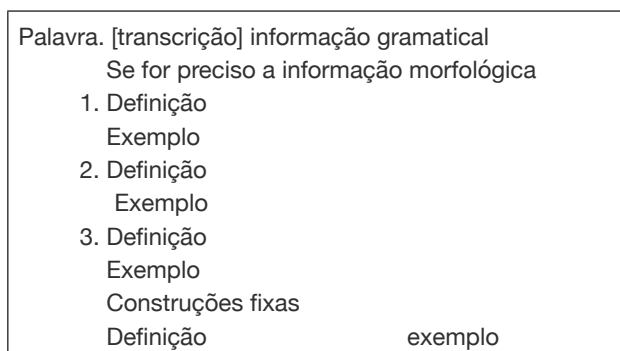 Palavra. [transcrição] informação gramatical
Se for preciso a informação morfológica
1. Definição
Exemplo
2. Definição
Exemplo
3. Definição
Exemplo
Construções fixas
Definição exemplo